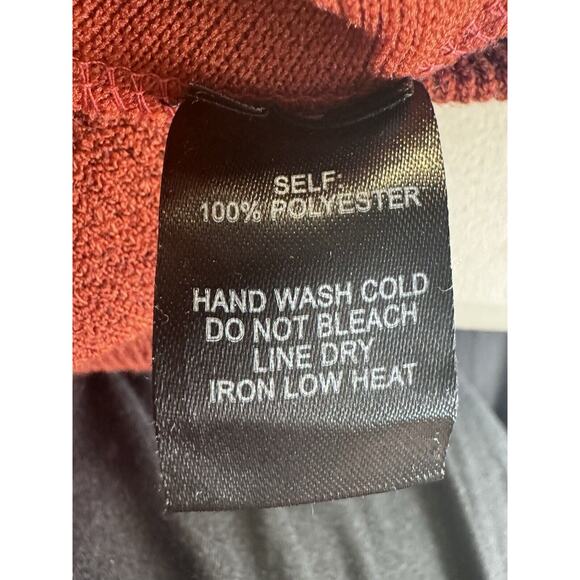 SELF:
100% POLYESTER
HAND WASH COLD
DO NOT BLEACH
LINE DRY
IRON LOW HEAT